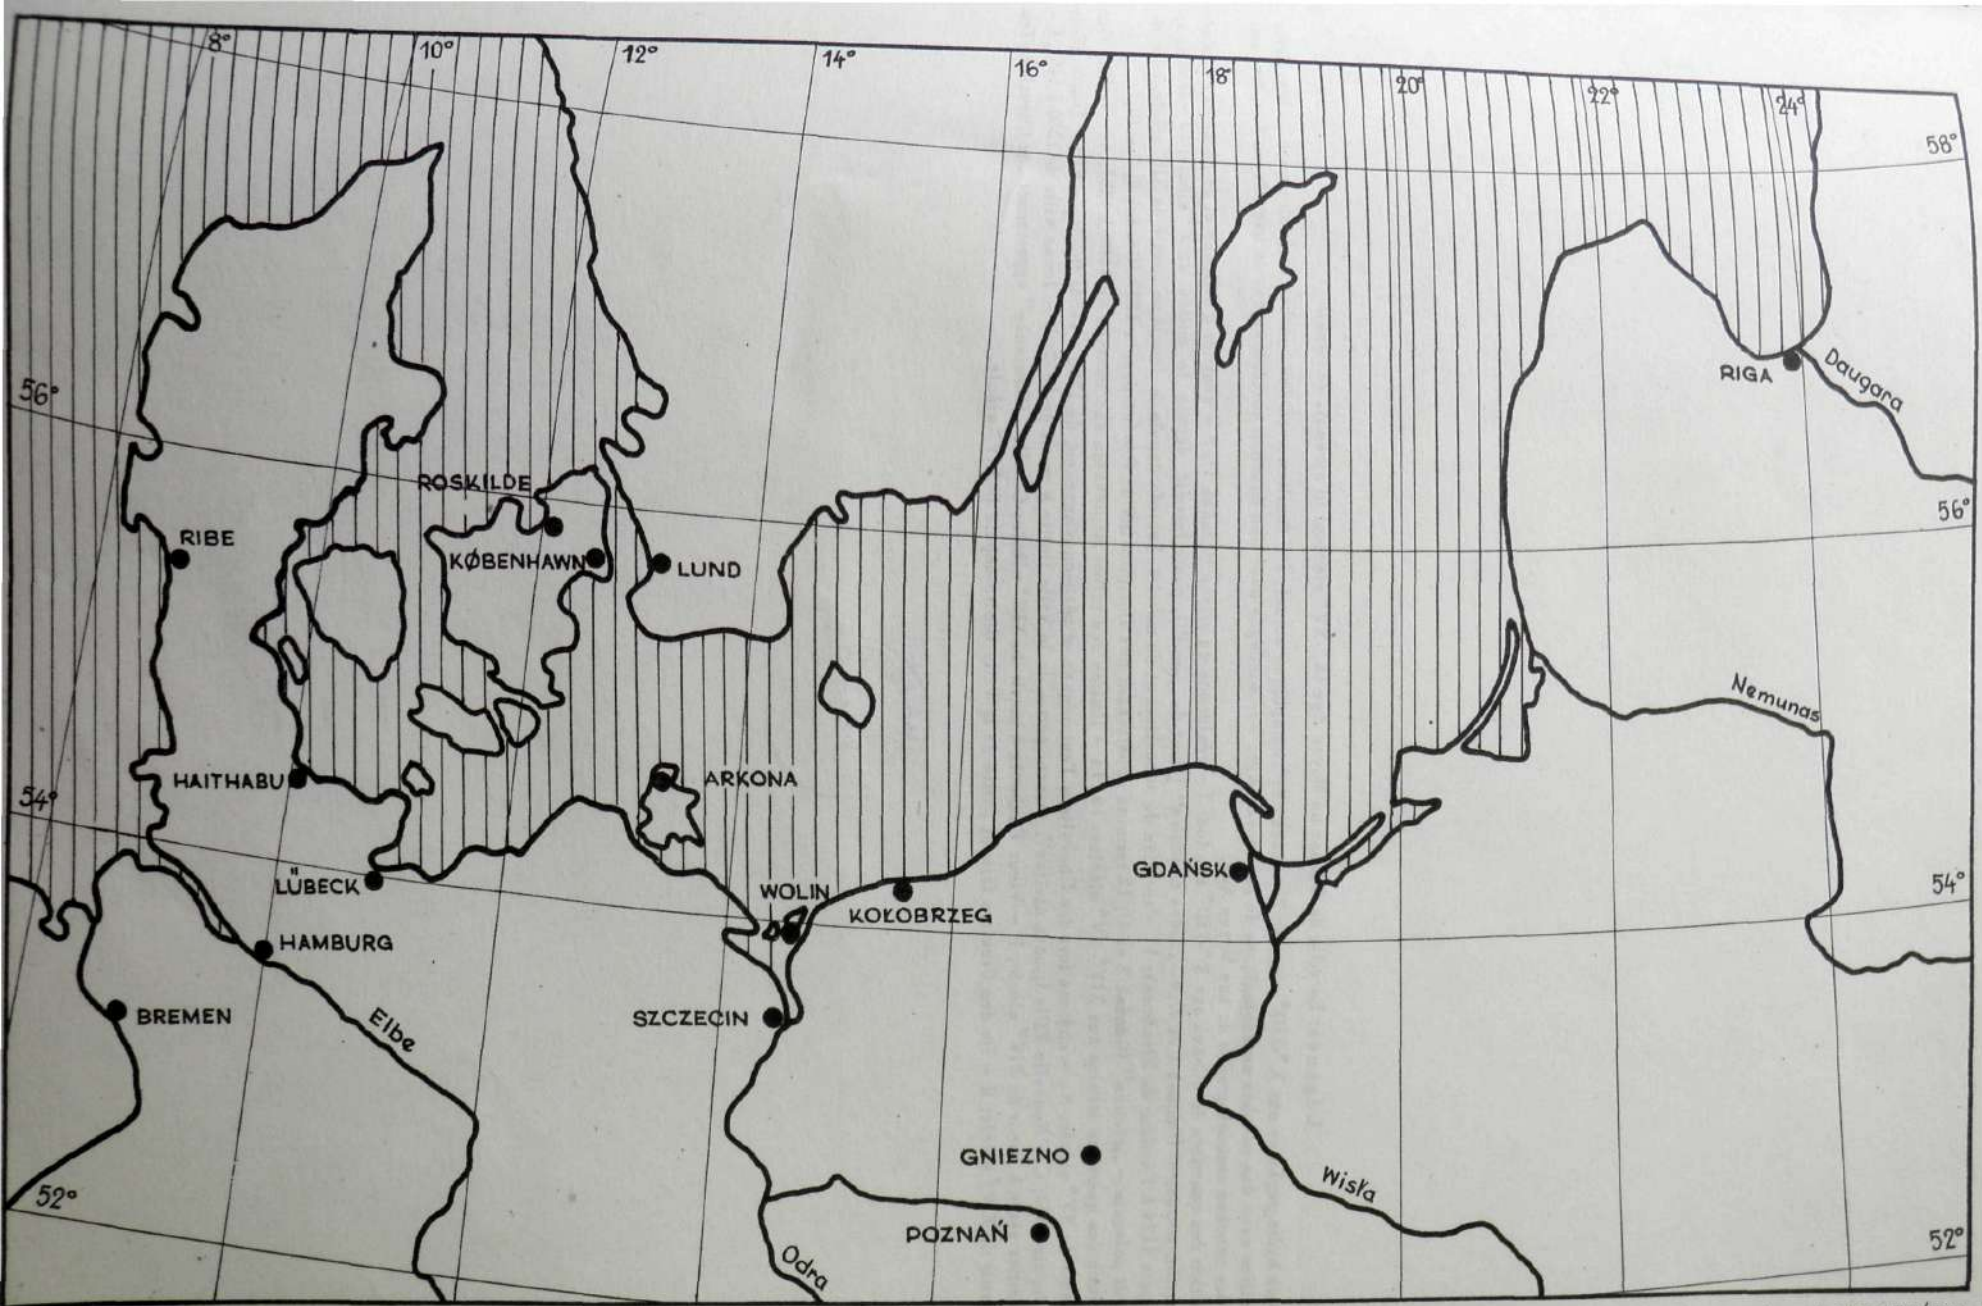 8°
10°
12°
14°
16°
18°
20°
22°
24°
58°
RIGA
Daugara
56°
ROSKILDE
56°
RIBE
KØBENHAWN
LUND
Nemunas
HAITHABU
ARKONA
54°
LÜBECK
WOLIN
GDAŃSK
54°
KOŁOBRZEG
HAMBURG
BREMEN
Elbe
SZCZECIN
GNIEZNO
Wisła
52°
POZNAŃ
52°
Odra